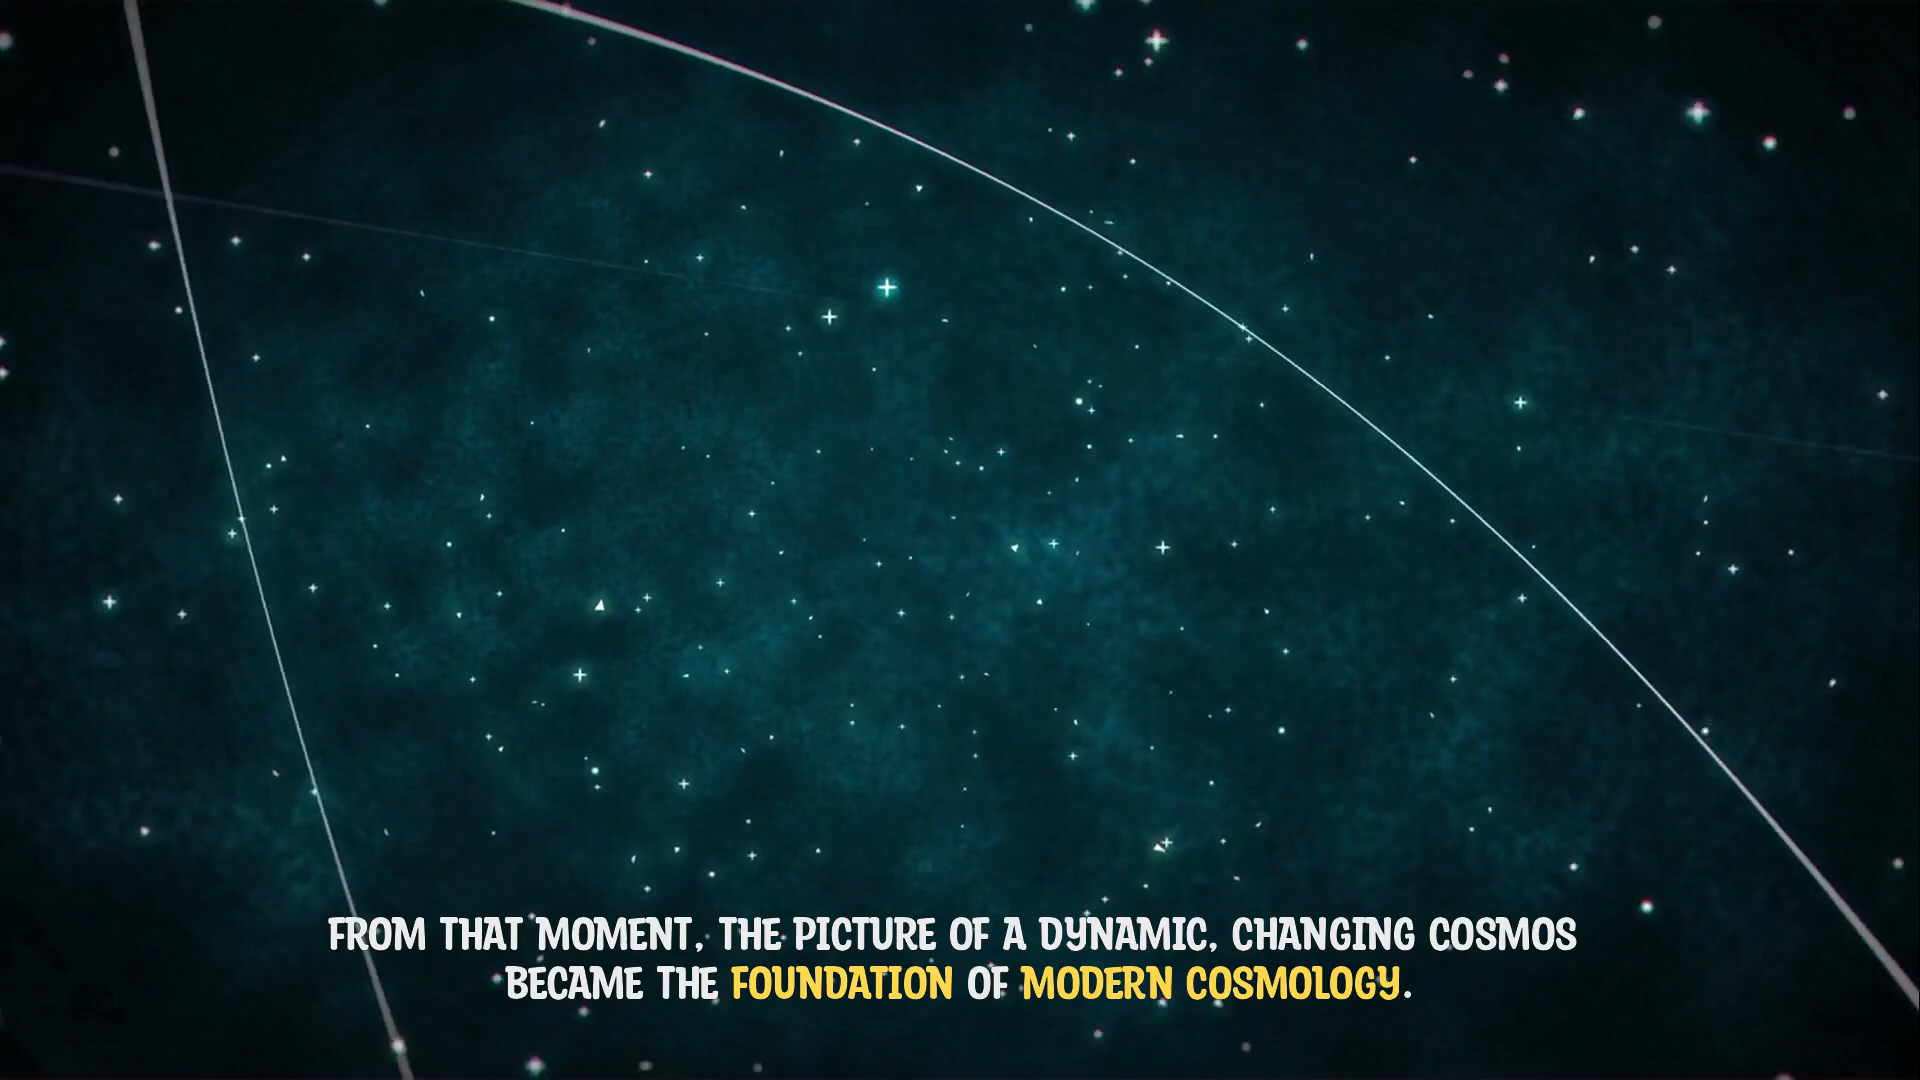 FROM THAT MOMENT, THE PICTURE OF A DYNAMIC, CHANGING COSMOS
BECAME THE FOUNDATION OF MODERN COSMOLOGY.